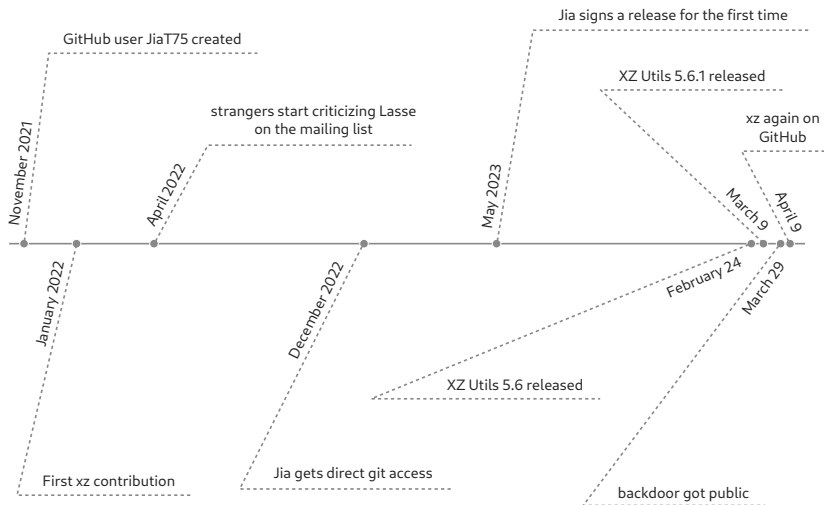 Jia signs a release for the first time
GitHub user JiaT75 created
XZ Utils 5.6.1 released
strangers start criticizing Lasse
on the mailing list
xz again on
GitHub
November 2021
April 2022
May 2023
March 9
April 9
January 2022
December 2022
February 24
March 29
XZ Utils 5.6 released
First xz contribution
Jia gets direct git access
backdoor got public